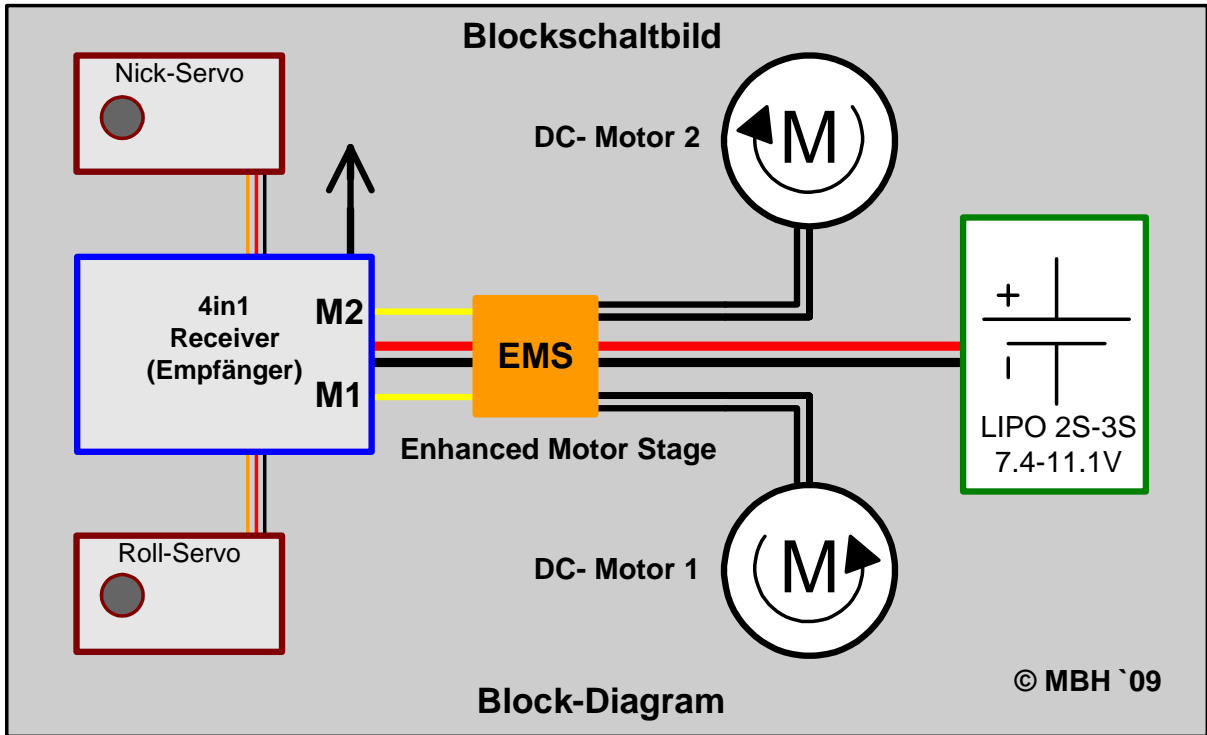 Blockschaltbild
Nick-Servo
DC- Motor 2
M
4in1
Receiver
(Empfänger)
M2
M1
EMS
Enhanced Motor Stage
+
LIPO 2S-3S
7.4-11.1V
Roll-Servo
DC- Motor 1
M
© MBH `09
Block-Diagram